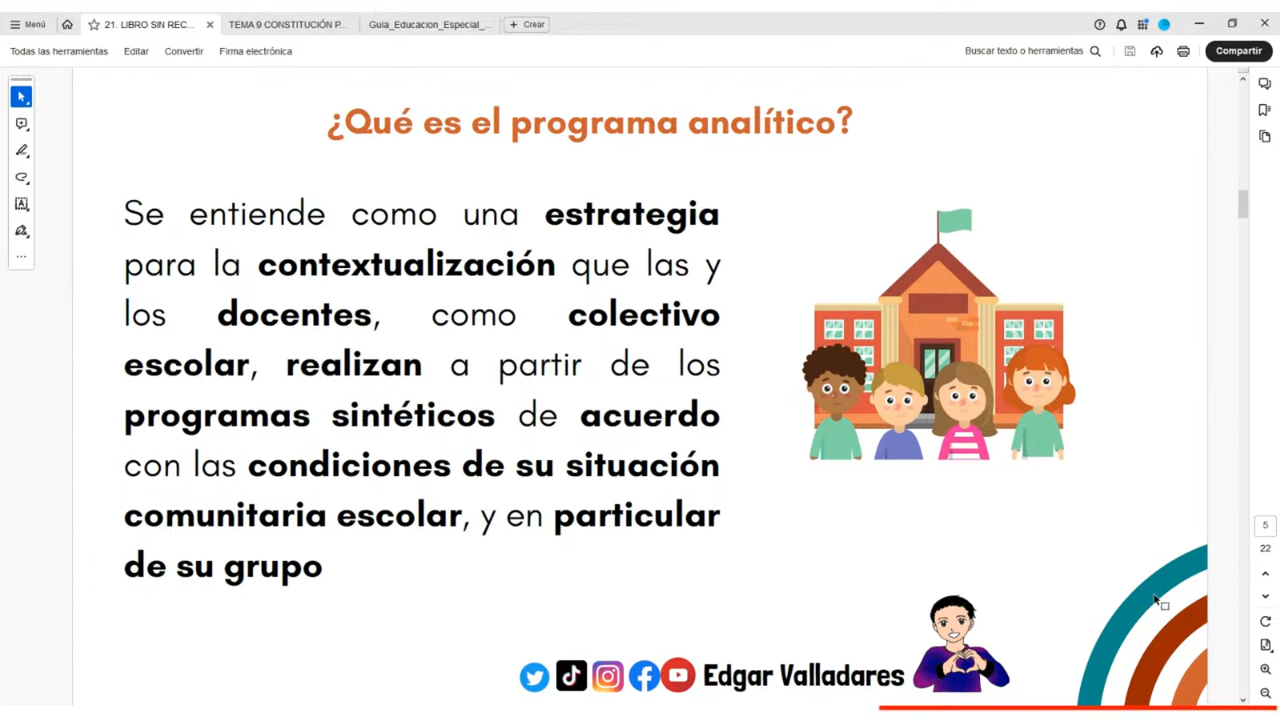 Menú
21. LIBRO SIN REC...
TEMA 9 CONSTITUCIÓN P...
Guia_Educacion_Especial_...
+ Crear
Todas las herramientas
Editar
Convertir
Firma electrónica
Buscar texto o herramientas
Compartir
¿Qué es el programa analítico?
Se entiende como una estrategia
para la contextualización que las y
los docentes, como colectivo
escolar, realizan a partir de los
programas sintéticos de acuerdo
con las condiciones de su situación
comunitaria escolar, y en particular
de su grupo
5
22
Edgar Valladares